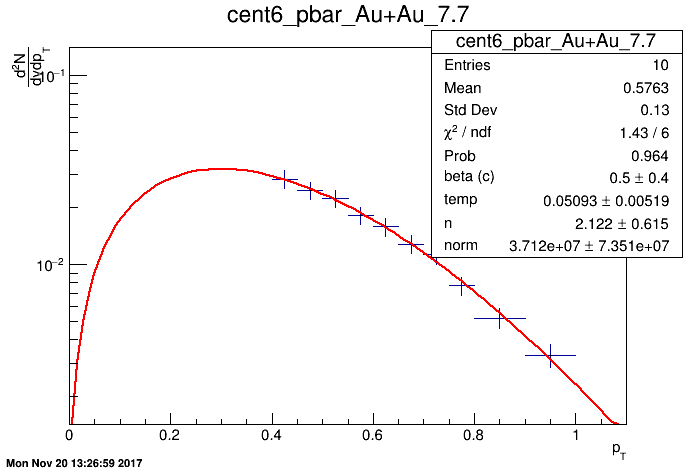 cent6_pbar_Au+Au_7.7
cent6_pbar_Au+Au_7.7
Entries 10
Mean 0.5763
Std Dev 0.13
χ² / ndf 1.43 / 6
Prob 0.964
beta (c) 0.5 ± 0.4
temp 0.05093 ± 0.00519
n 2.122 ± 0.615
norm 3.712e+07 ± 7.351e+07
d²N
dydp_T
10⁻¹
10⁻²
0 0.2 0.4 0.6 0.8 1
p_T
Mon Nov 20 13:26:59 2017